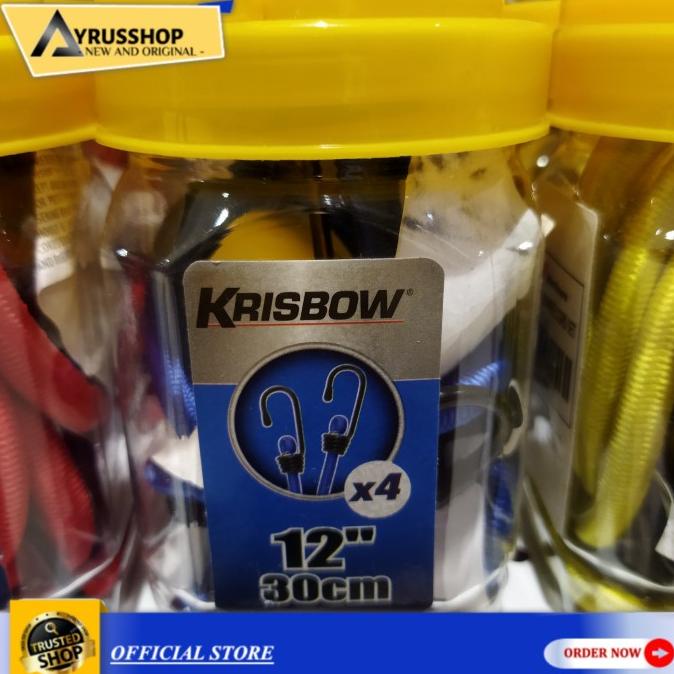 AYRUSSHOP
- NEW AND ORIGINAL -
KRISBOW®
x4
12"
30cm
TRUSTED
SHOP
OFFICIAL STORE
ORDER NOW